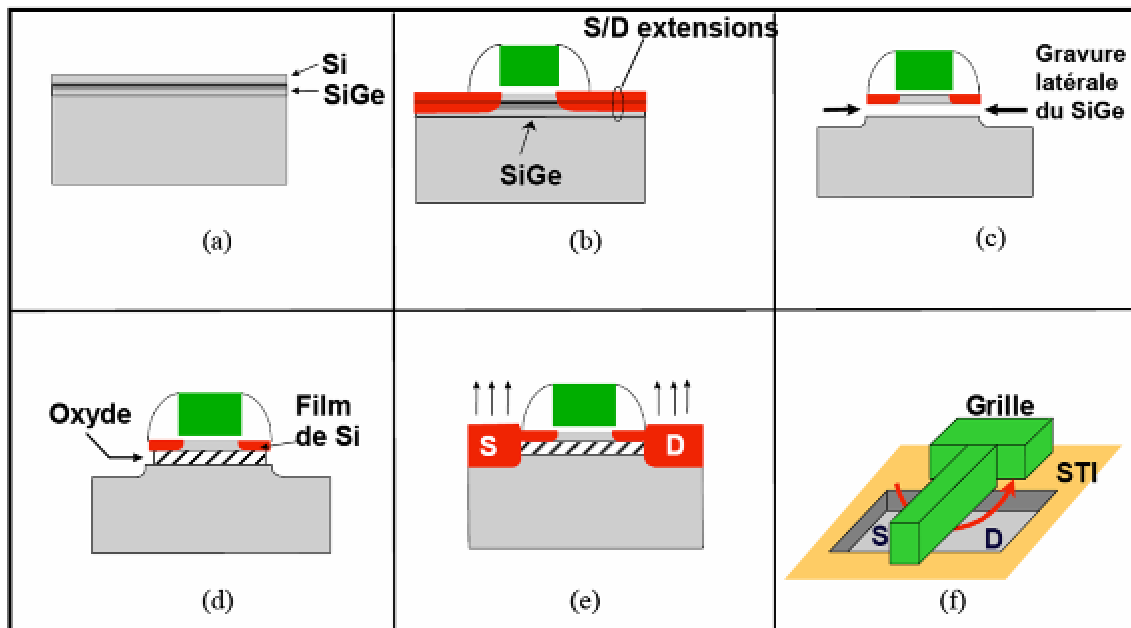 Si
SiGe
(a)
S/D extensions
SiGe
(b)
Gravure
latérale
du SiGe
(c)
Oxyde
Film
de Si
(d)
S
D
(e)
Grille
STI
S
D
(f)